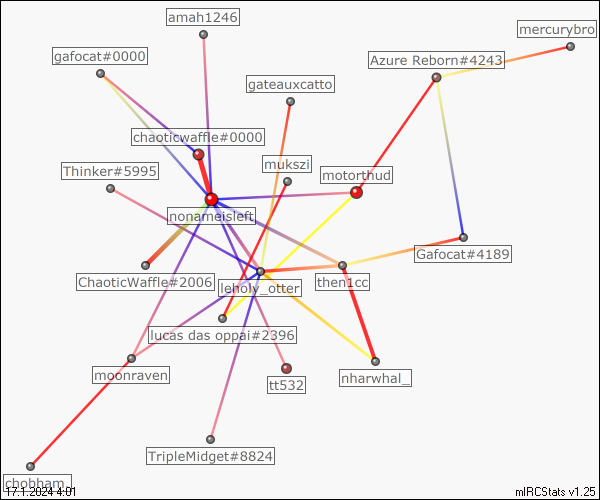 amah1246
mercurybro
gafocat#0000
Azure Reborn#4243
gateauxcatto
chaoticwaffle#0000
mukszi
Thinker#5995
motorthud
nonameisleft
Gafocat#4189
ChaoticWaffle#2006
leholy_otter
then1cc
lucas das oppai#2396
moonraven
tt532
nharwhal_
TripleMidget#8824
chobham_
17.1.2024 4:01
mIRCStats v1.25